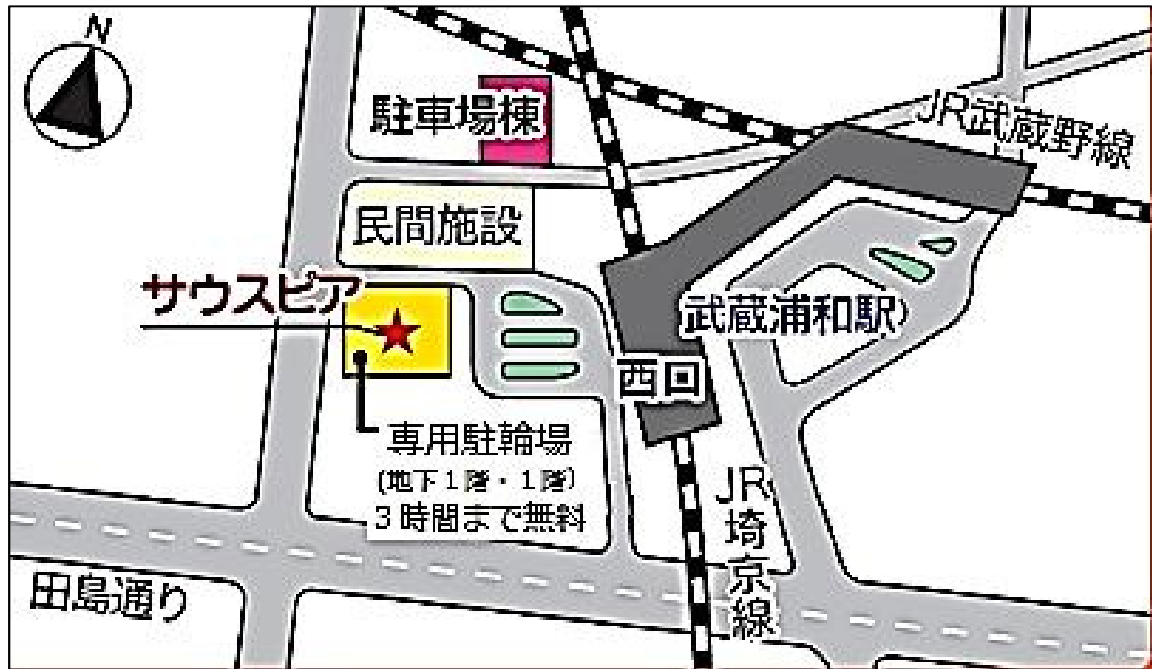 N
駐車場棟
JR武蔵野線
民間施設
サウスピア
武蔵浦和駅
西口
専用駐輪場
(地下1階・1階)
3時間まで無料
JR埼京線
田島通り